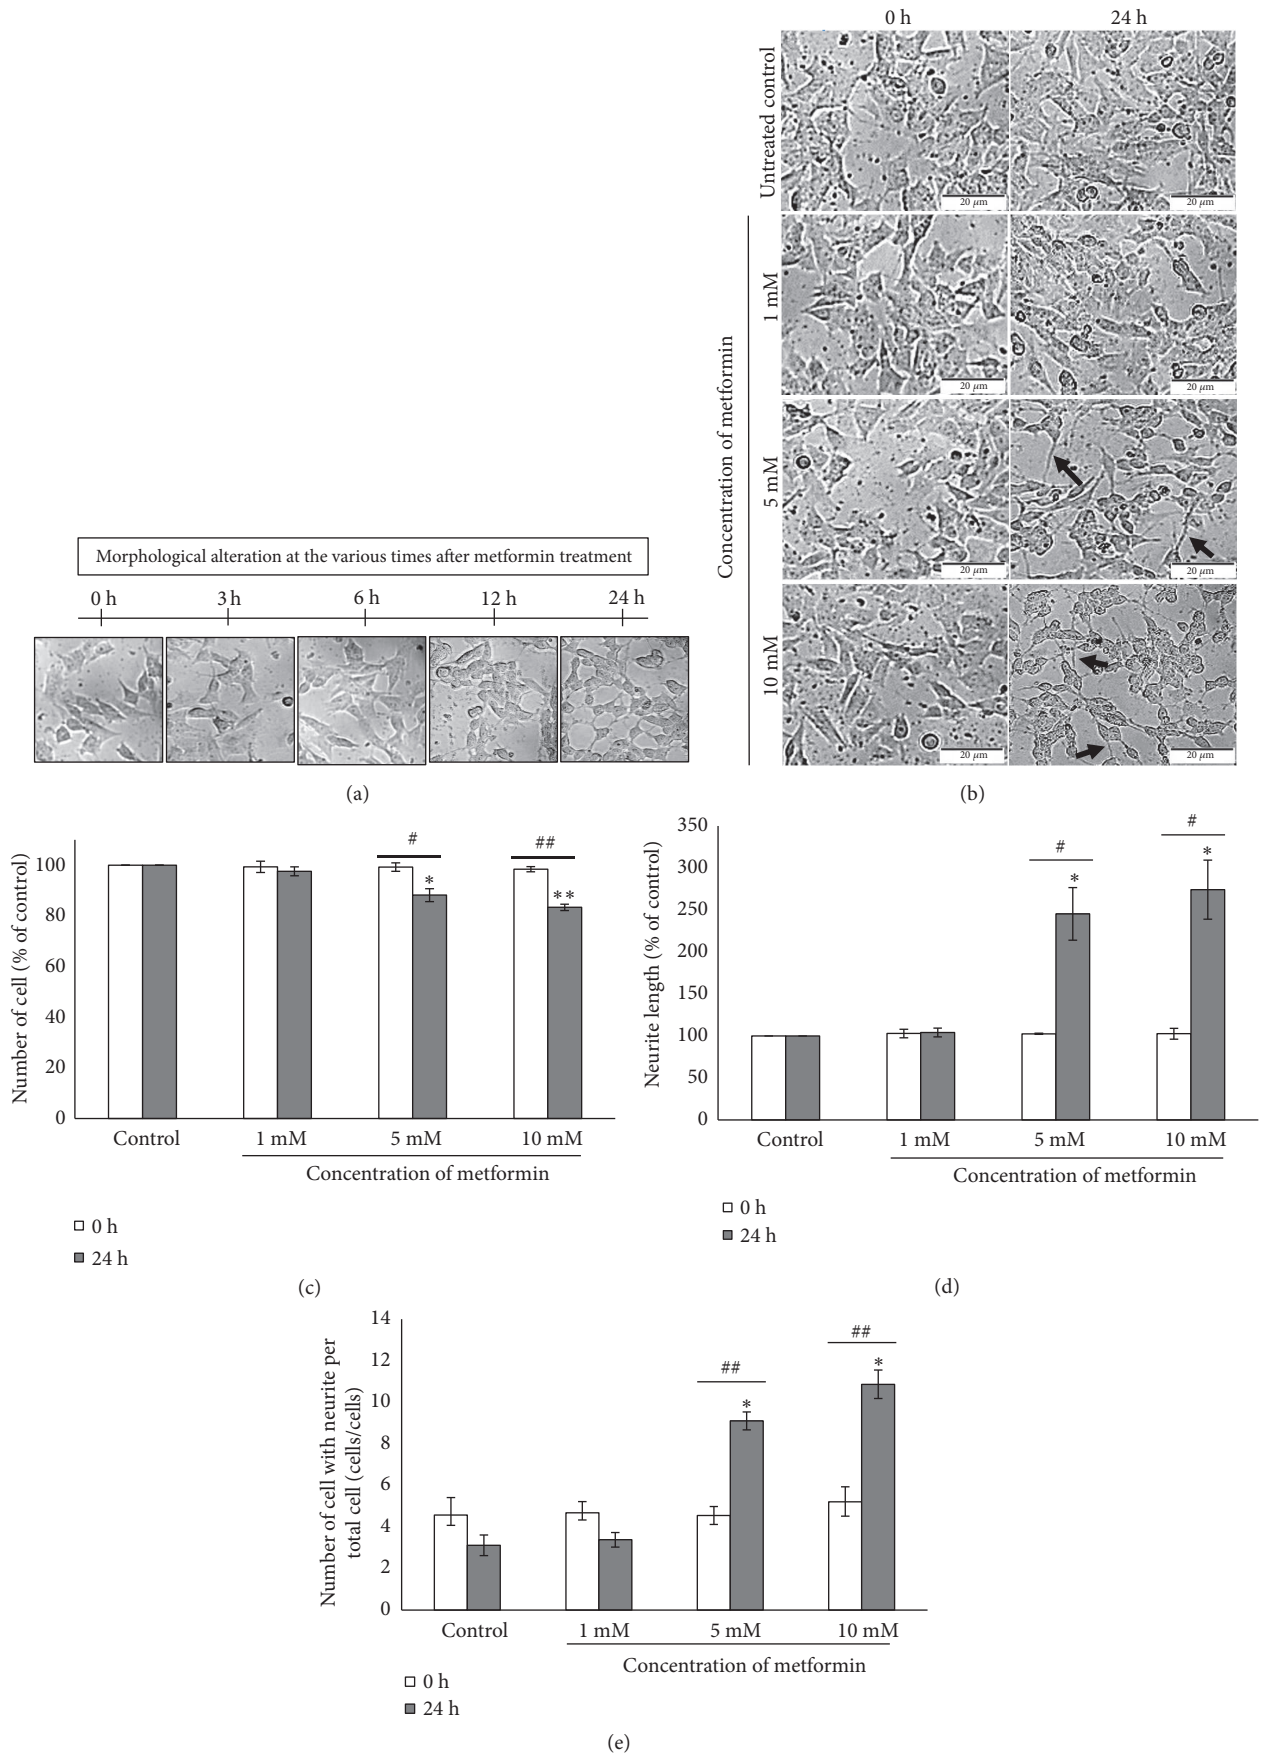 0 h 24 h
Untreated control
20 µm 20 µm
Concentration of metformin
1 mM
20 µm 20 µm
5 mM
20 µm 20 µm
10 mM
20 µm 20 µm
Morphological alteration at the various times after metformin treatment
0 h 3 h 6 h 12 h 24 h
(a)
(b)
Number of cell (% of control)
100
80
60
40
20
0
# ##
* **
Control 1 mM 5 mM 10 mM
Concentration of metformin
0 h
24 h
(c)
Neurite length (% of control)
350
300
250
200
150
100
50
0
# #
* *
Control 1 mM 5 mM 10 mM
Concentration of metformin
0 h
24 h
(d)
Number of cell with neurite per
total cell (cells/cells)
14
12
10
8
6
4
2
0
## ##
* *
Control 1 mM 5 mM 10 mM
Concentration of metformin
0 h
24 h
(e)